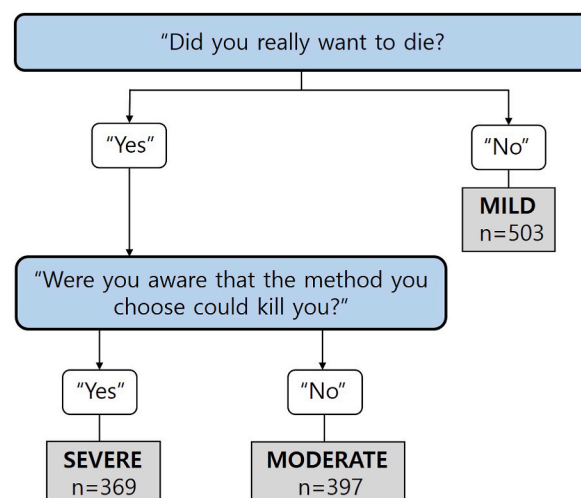 “Did you really want to die?
“Yes”
“No”
MILD
n=503
“Were you aware that the method you
choose could kill you?”
“Yes”
“No”
SEVERE
n=369
MODERATE
n=397